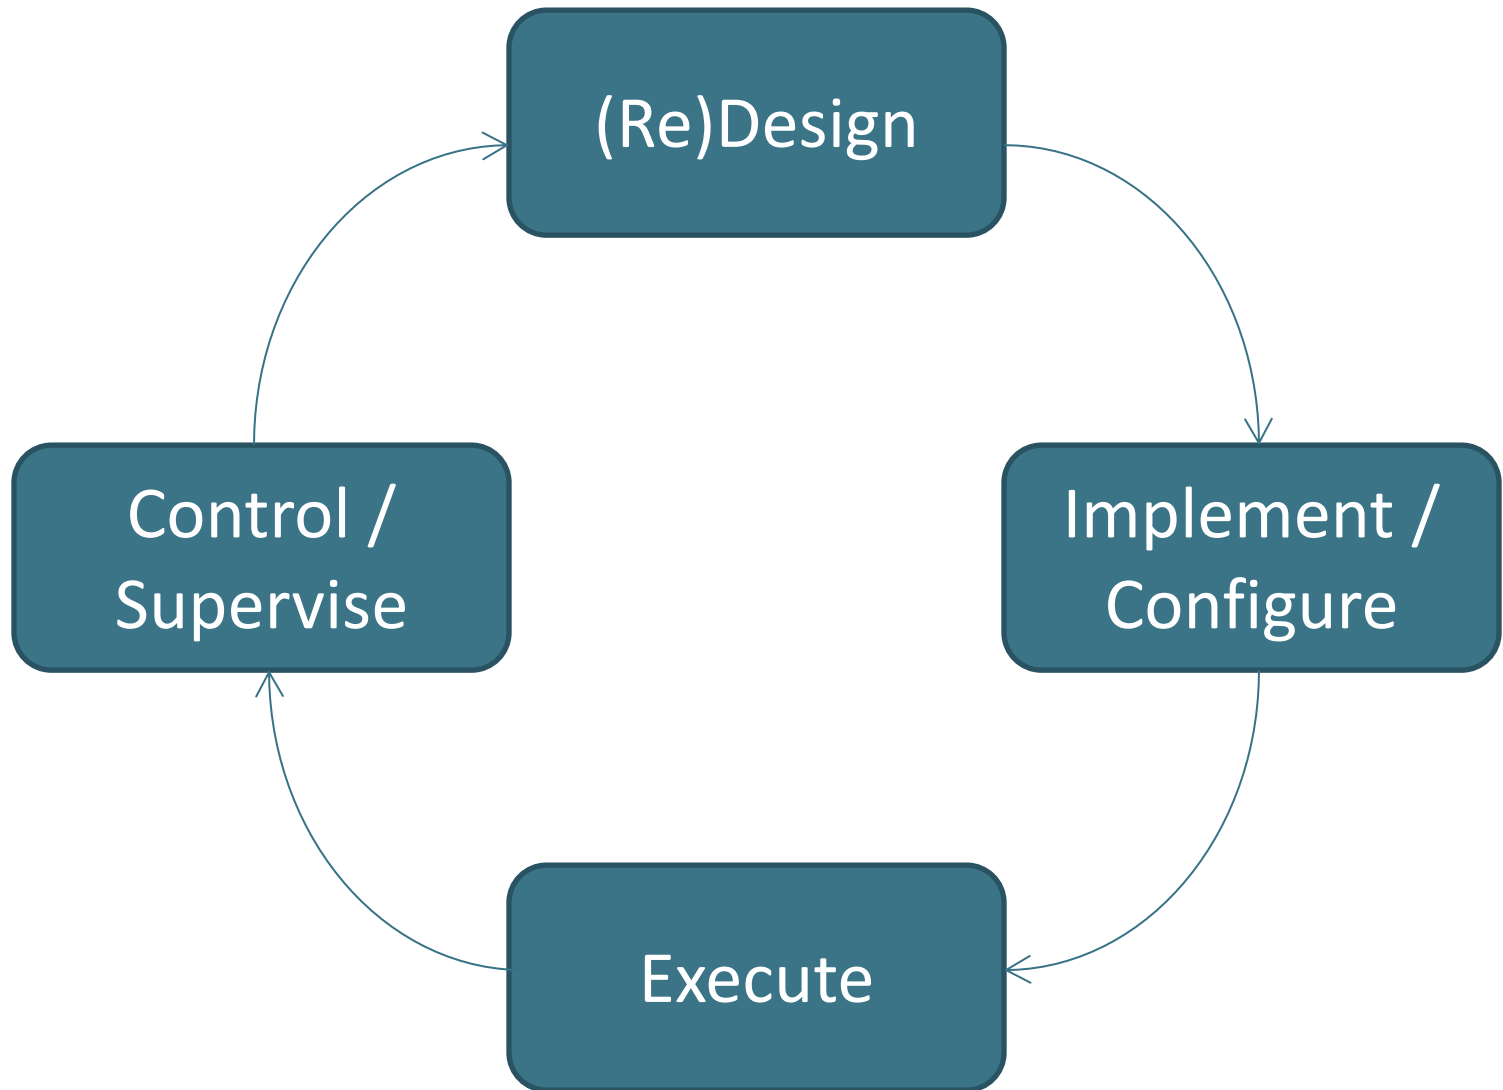 (Re)Design
Implement /
Configure
Execute
Control /
Supervise